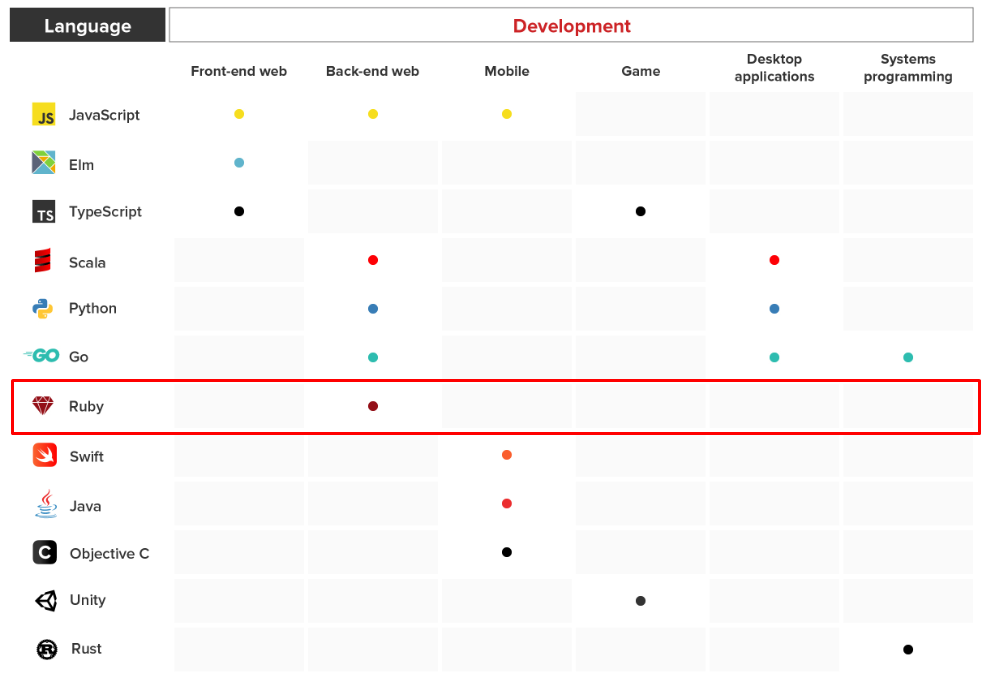 Language
Development
Front-end web
Back-end web
Mobile
Game
Desktop
applications
Systems
programming
JS JavaScript
Elm
TS TypeScript
Scala
Python
GO Go
Ruby
Swift
Java
C Objective C
Unity
R Rust